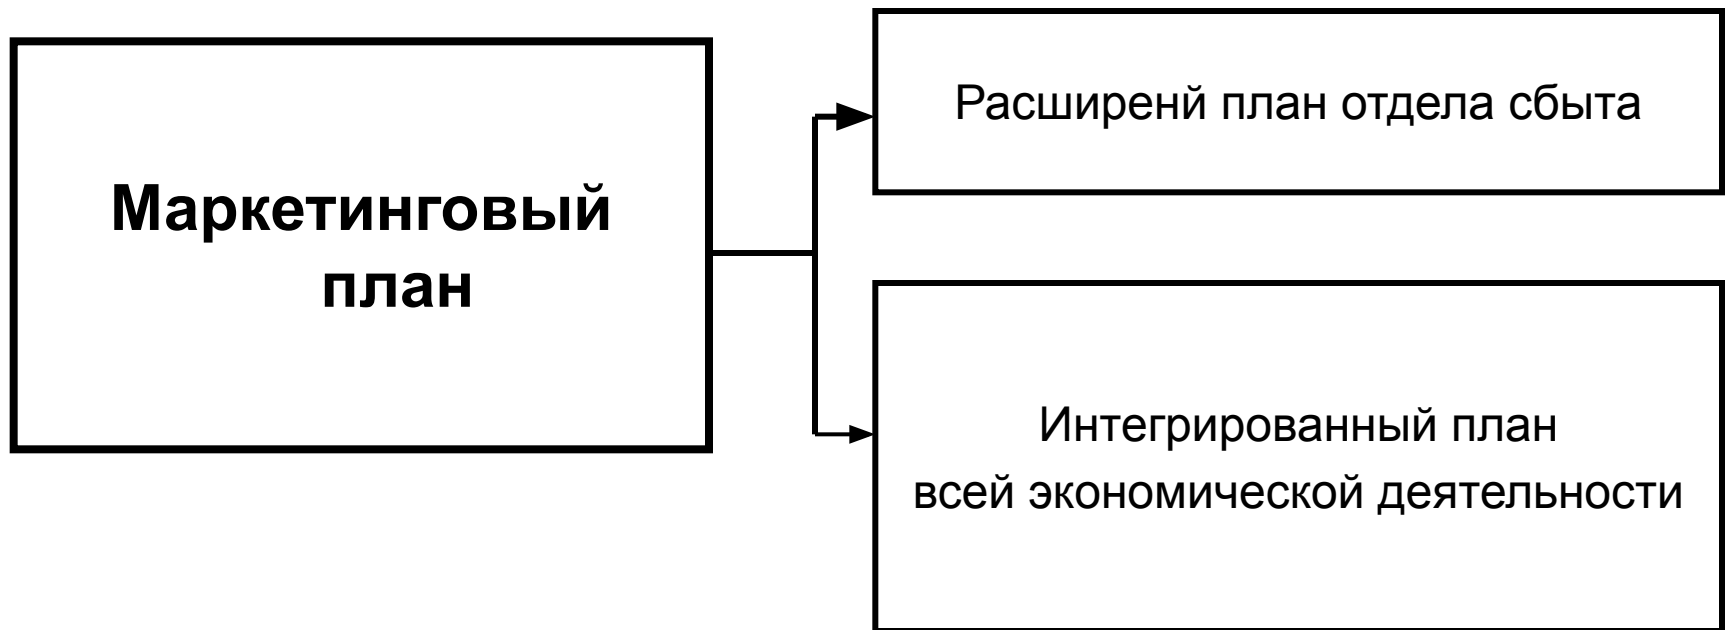 Маркетинговый
план
Расширенй план отдела сбыта
Интегрированный план
всей экономической деятельности